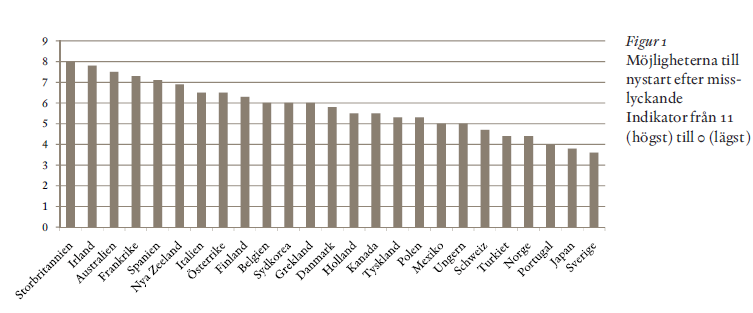 9
8
7
6
5
4
3
2
1
0
Storbritannien
Irland
Australien
Frankrike
Spanien
Nya Zeeland
Italien
Österrike
Finland
Belgien
Sydkorea
Grekland
Danmark
Holland
Kanada
Tyskland
Polen
Mexiko
Ungern
Schweiz
Turkiet
Norge
Portugal
Japan
Sverige
Figur 1
Möjligheterna till
nystart efter miss-
lyckande
Indikator från 11
(högst) till 0 (lägst)